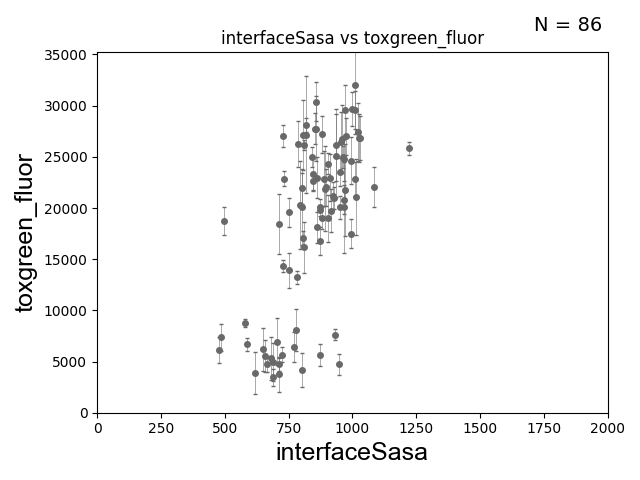 N = 86
interfaceSasa vs toxgreen_fluor
35000
30000
25000
20000
15000
10000
5000
0
toxgreen_fluor
0 250 500 750 1000 1250 1500 1750 2000
interfaceSasa